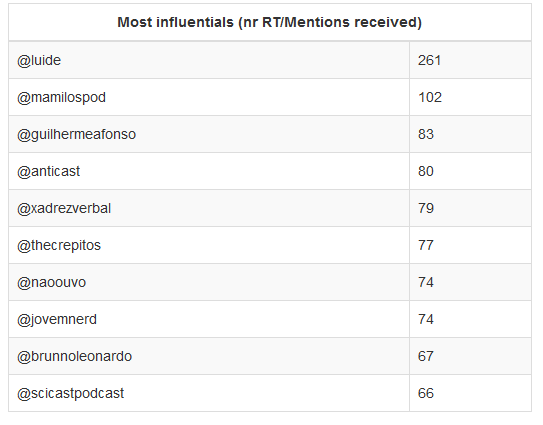 Most influentials (nr RT/Mentions received)
@luide 261
@mamilospod 102
@guilhermeafonso 83
@anticast 80
@xadrezverbal 79
@thecrepitos 77
@naoouvo 74
@jovemnerd 74
@brunnoleonardo 67
@scicastpodcast 66